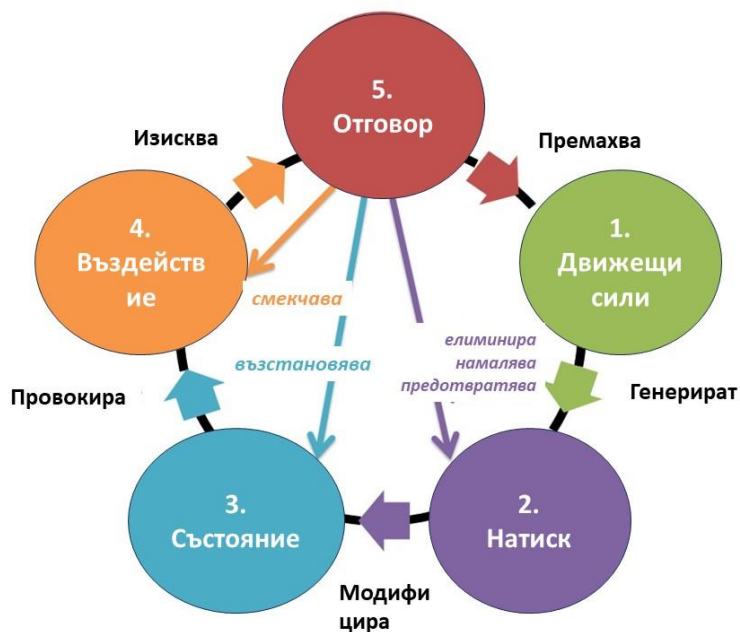 5.
Отговор
Изисква
Премахва
4.
Въздейств
ие
1.
Движещи
сили
смекчава
елиминира
намалява
предотвратява
възстановява
Провокира
Генерират
3.
Състояние
2.
Натиск
Модифи
цира